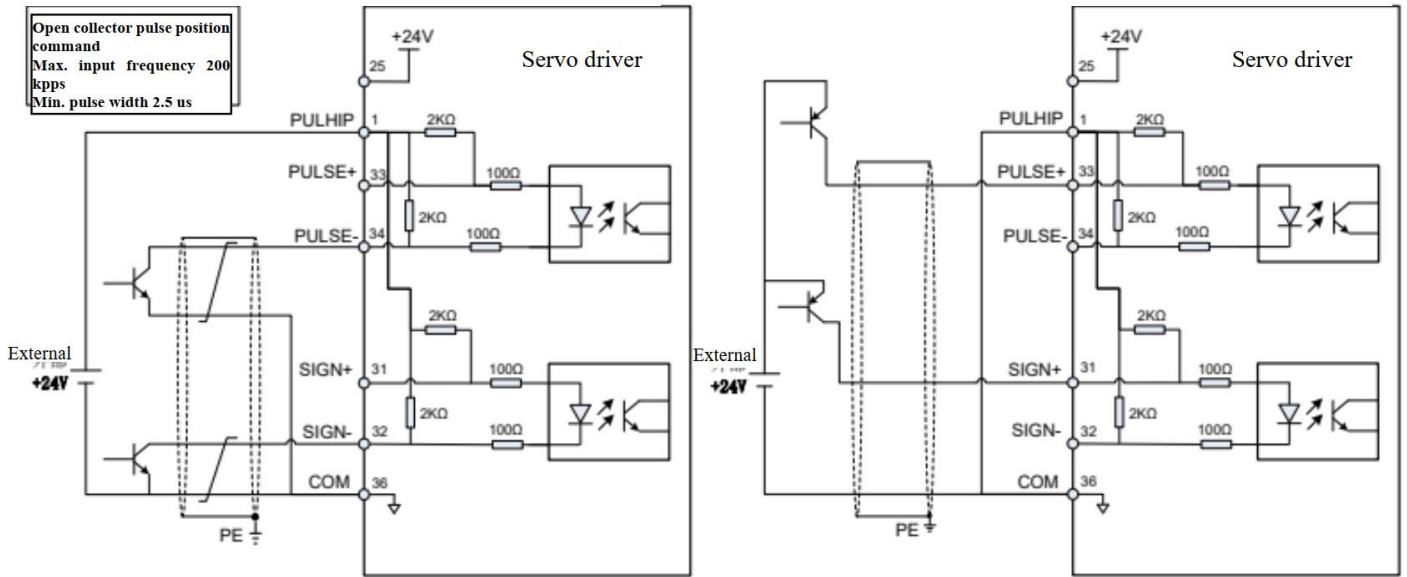 Open collector pulse position
command
Max. input frequency 200
kpps
Min. pulse width 2.5 us
+24V
Servo driver
25
PULHIP
1
2KΩ
PULSE+
33
100Ω
2KΩ
PULSE-
34
100Ω
2KΩ
External
+24V
SIGN+
31
100Ω
2KΩ
SIGN-
32
100Ω
COM
36
PE
+24V
Servo driver
25
PULHIP
1
2KΩ
PULSE+
33
100Ω
2KΩ
PULSE-
34
100Ω
2KΩ
External
+24V
SIGN+
31
100Ω
2KΩ
SIGN-
32
100Ω
COM
36
PE